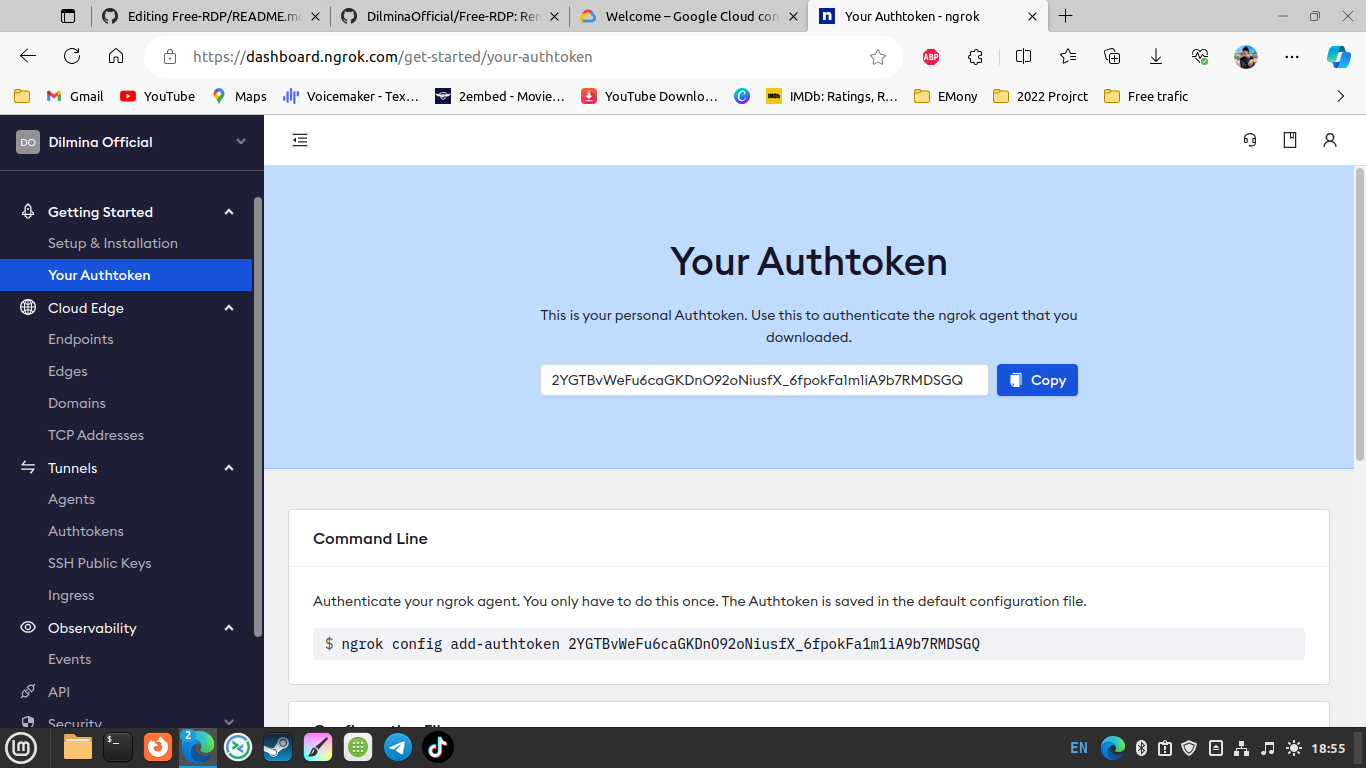 Editing Free-RDP/README.m
DilminaOfficial/Free-RDP: Ren
Welcome – Google Cloud con
Your Authtoken - ngrok
https://dashboard.ngrok.com/get-started/your-authtoken
ABP
Gmail
YouTube
Maps
Voicemaker - Tex...
2embed - Movie...
YouTube Downlo...
IMDb: Ratings, R...
EMony
2022 Projrct
Free trafic
DO Dilmina Official
Getting Started
Setup & Installation
Your Authtoken
Cloud Edge
Endpoints
Edges
Domains
TCP Addresses
Tunnels
Agents
Authtokens
SSH Public Keys
Ingress
Observability
Events
API
Security
Your Authtoken
This is your personal Authtoken. Use this to authenticate the ngrok agent that you
downloaded.
2YGTBvWeFu6caGKDnO92oNiusfX_6fpokFa1m1iA9b7RMDSGQ
Copy
Command Line
Authenticate your ngrok agent. You only have to do this once. The Authtoken is saved in the default configuration file.
$ ngrok config add-authtoken 2YGTBvWeFu6caGKDnO92oNiusfX_6fpokFa1m1iA9b7RMDSGQ
2
EN
18:55